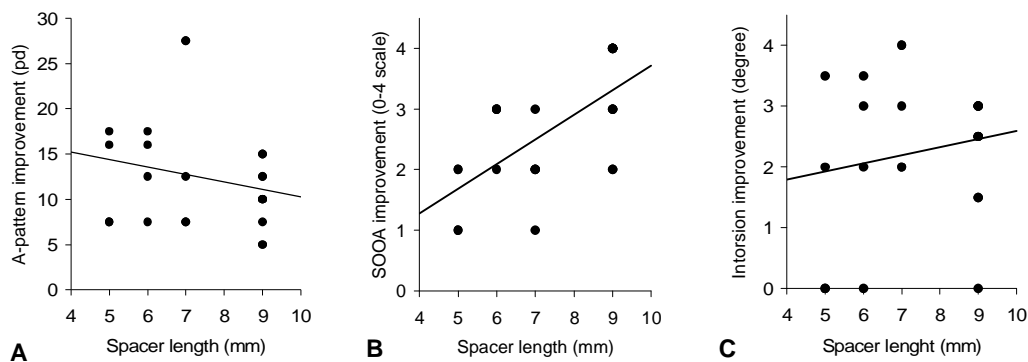 A-pattern improvement (pd)
30
25
20
15
10
5
0
4 5 6 7 8 9 10
Spacer length (mm)
A
SOOA improvement (0-4 scale)
4
3
2
1
0
4 5 6 7 8 9 10
Spacer length (mm)
B
Intorsion improvement (degree)
4
3
2
1
0
4 5 6 7 8 9 10
Spacer lenght (mm)
C